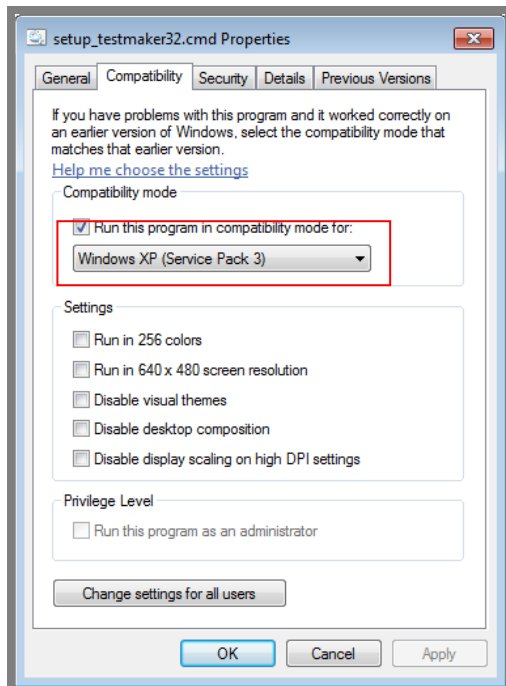 setup_testmaker32.cmd Properties
General Compatibility Security Details Previous Versions
If you have problems with this program and it worked correctly on
an earlier version of Windows, select the compatibility mode that
matches that earlier version.
Help me choose the settings
Compatibility mode
Run this program in compatibility mode for:
Windows XP (Service Pack 3)
Settings
Run in 256 colors
Run in 640 x 480 screen resolution
Disable visual themes
Disable desktop composition
Disable display scaling on high DPI settings
Privilege Level
Run this program as an administrator
Change settings for all users
OK Cancel Apply